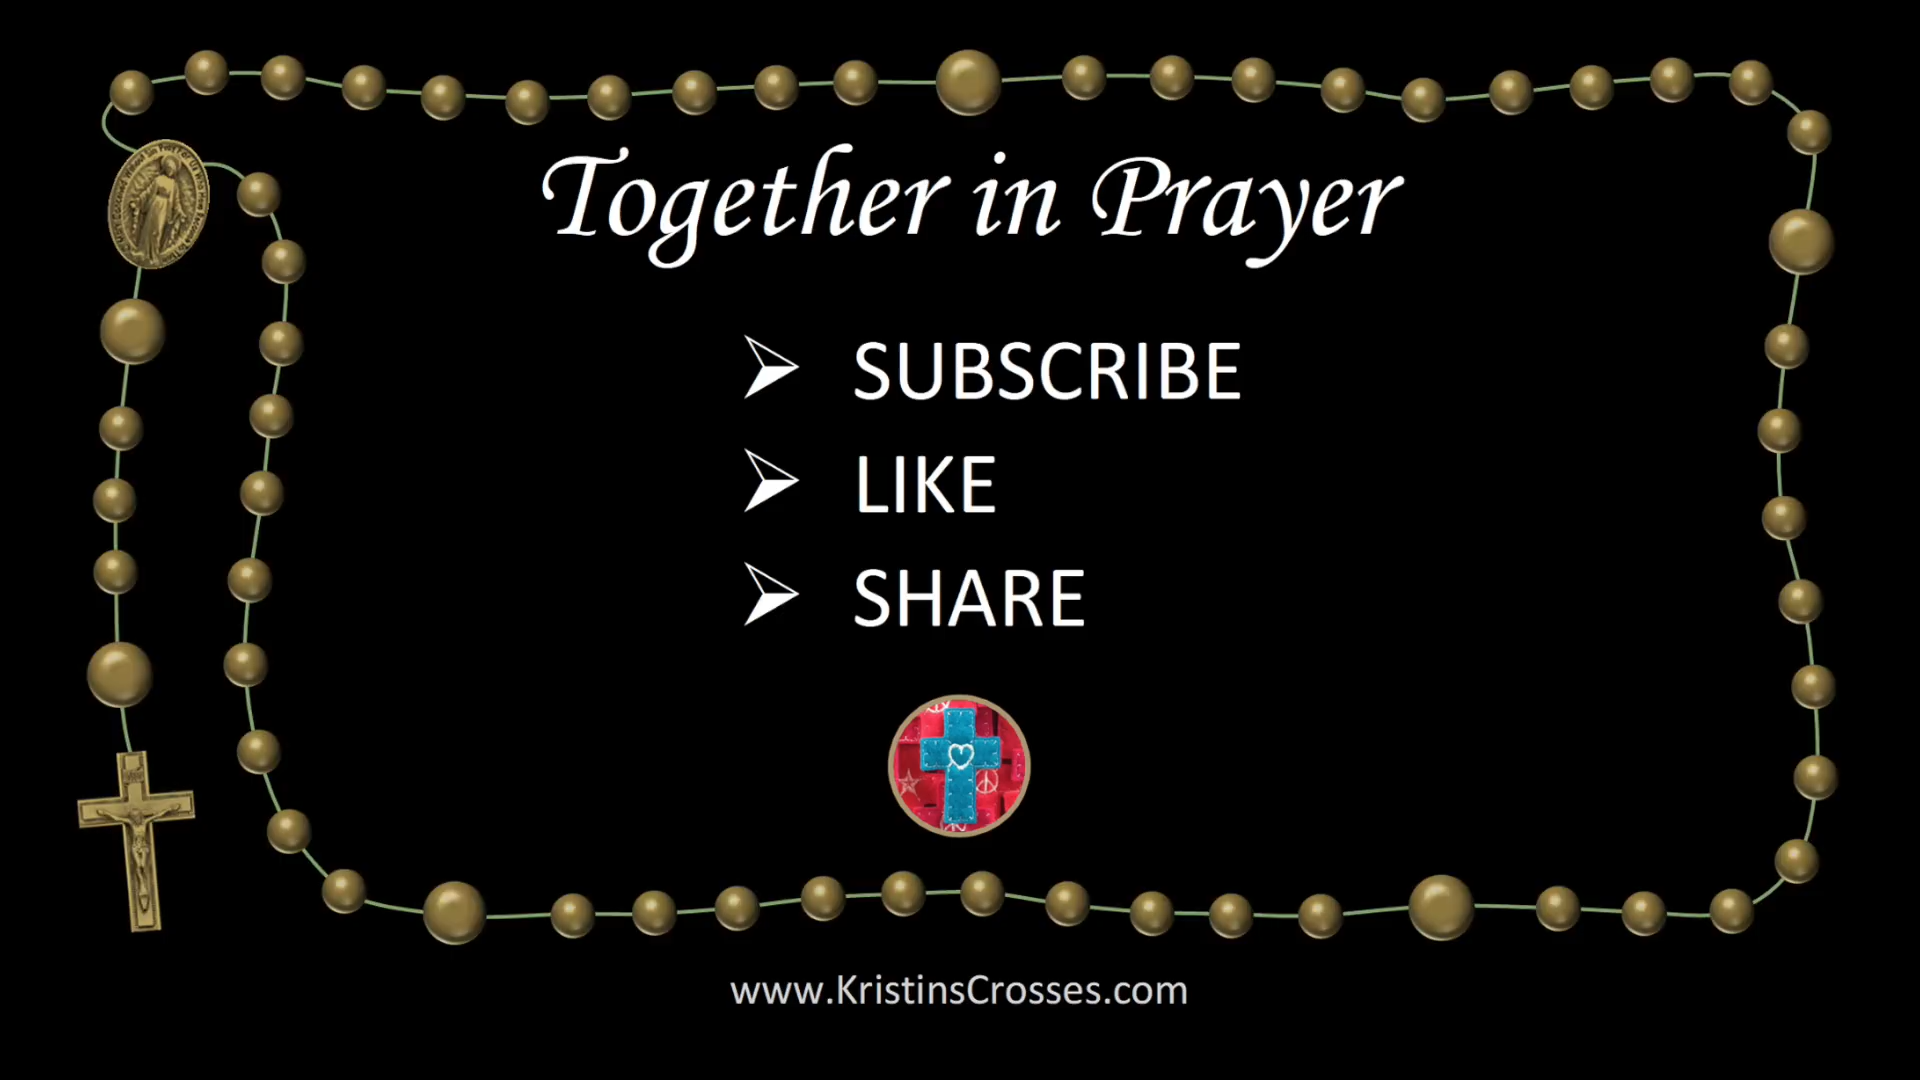 Together in Prayer
SUBSCRIBE
LIKE
SHARE
www.KristinsCrosses.com